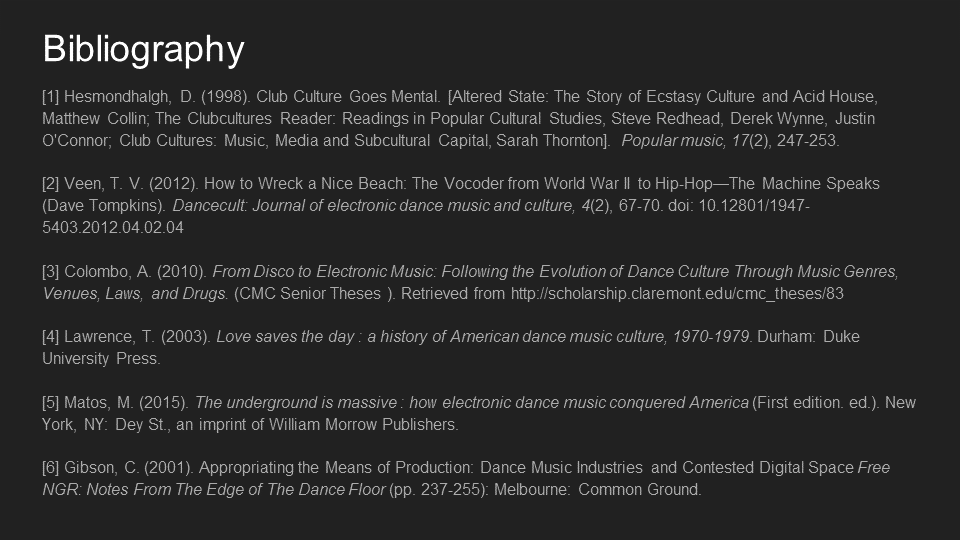 Bibliography
[1] Hesmondhalgh, D. (1998). Club Culture Goes Mental. [Altered State: The Story of Ecstasy Culture and Acid House,
Matthew Collin; The Clubcultures Reader: Readings in Popular Cultural Studies, Steve Redhead, Derek Wynne, Justin
O'Connor; Club Cultures: Music, Media and Subcultural Capital, Sarah Thornton]. Popular music, 17(2), 247-253.
[2] Veen, T. V. (2012). How to Wreck a Nice Beach: The Vocoder from World War II to Hip-Hop—The Machine Speaks
(Dave Tompkins). Dancecult: Journal of electronic dance music and culture, 4(2), 67-70. doi: 10.12801/1947-
5403.2012.04.02.04
[3] Colombo, A. (2010). From Disco to Electronic Music: Following the Evolution of Dance Culture Through Music Genres,
Venues, Laws, and Drugs. (CMC Senior Theses ). Retrieved from http://scholarship.claremont.edu/cmc_theses/83
[4] Lawrence, T. (2003). Love saves the day : a history of American dance music culture, 1970-1979. Durham: Duke
University Press.
[5] Matos, M. (2015). The underground is massive : how electronic dance music conquered America (First edition. ed.). New
York, NY: Dey St., an imprint of William Morrow Publishers.
[6] Gibson, C. (2001). Appropriating the Means of Production: Dance Music Industries and Contested Digital Space Free
NGR: Notes From The Edge of The Dance Floor (pp. 237-255): Melbourne: Common Ground.